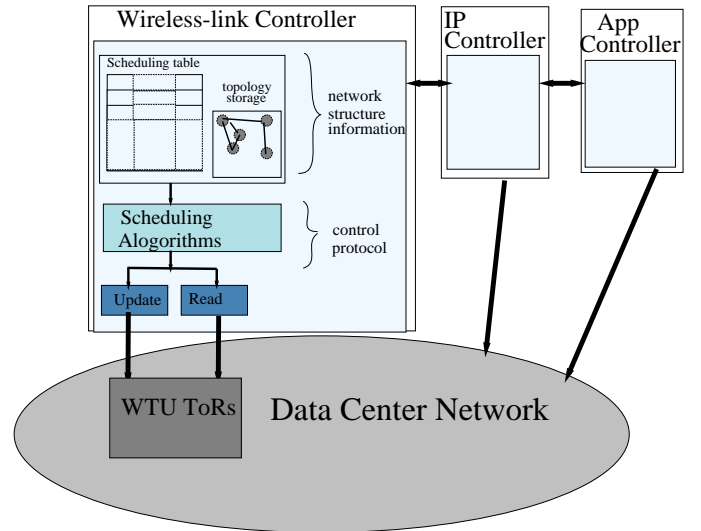 Wireless-link Controller
IP
Controller
App
Controller
Scheduling table
topology
storage
network
structure
information
Scheduling
Alogorithms
control
protocol
Update
Read
WTU ToRs
Data Center Network